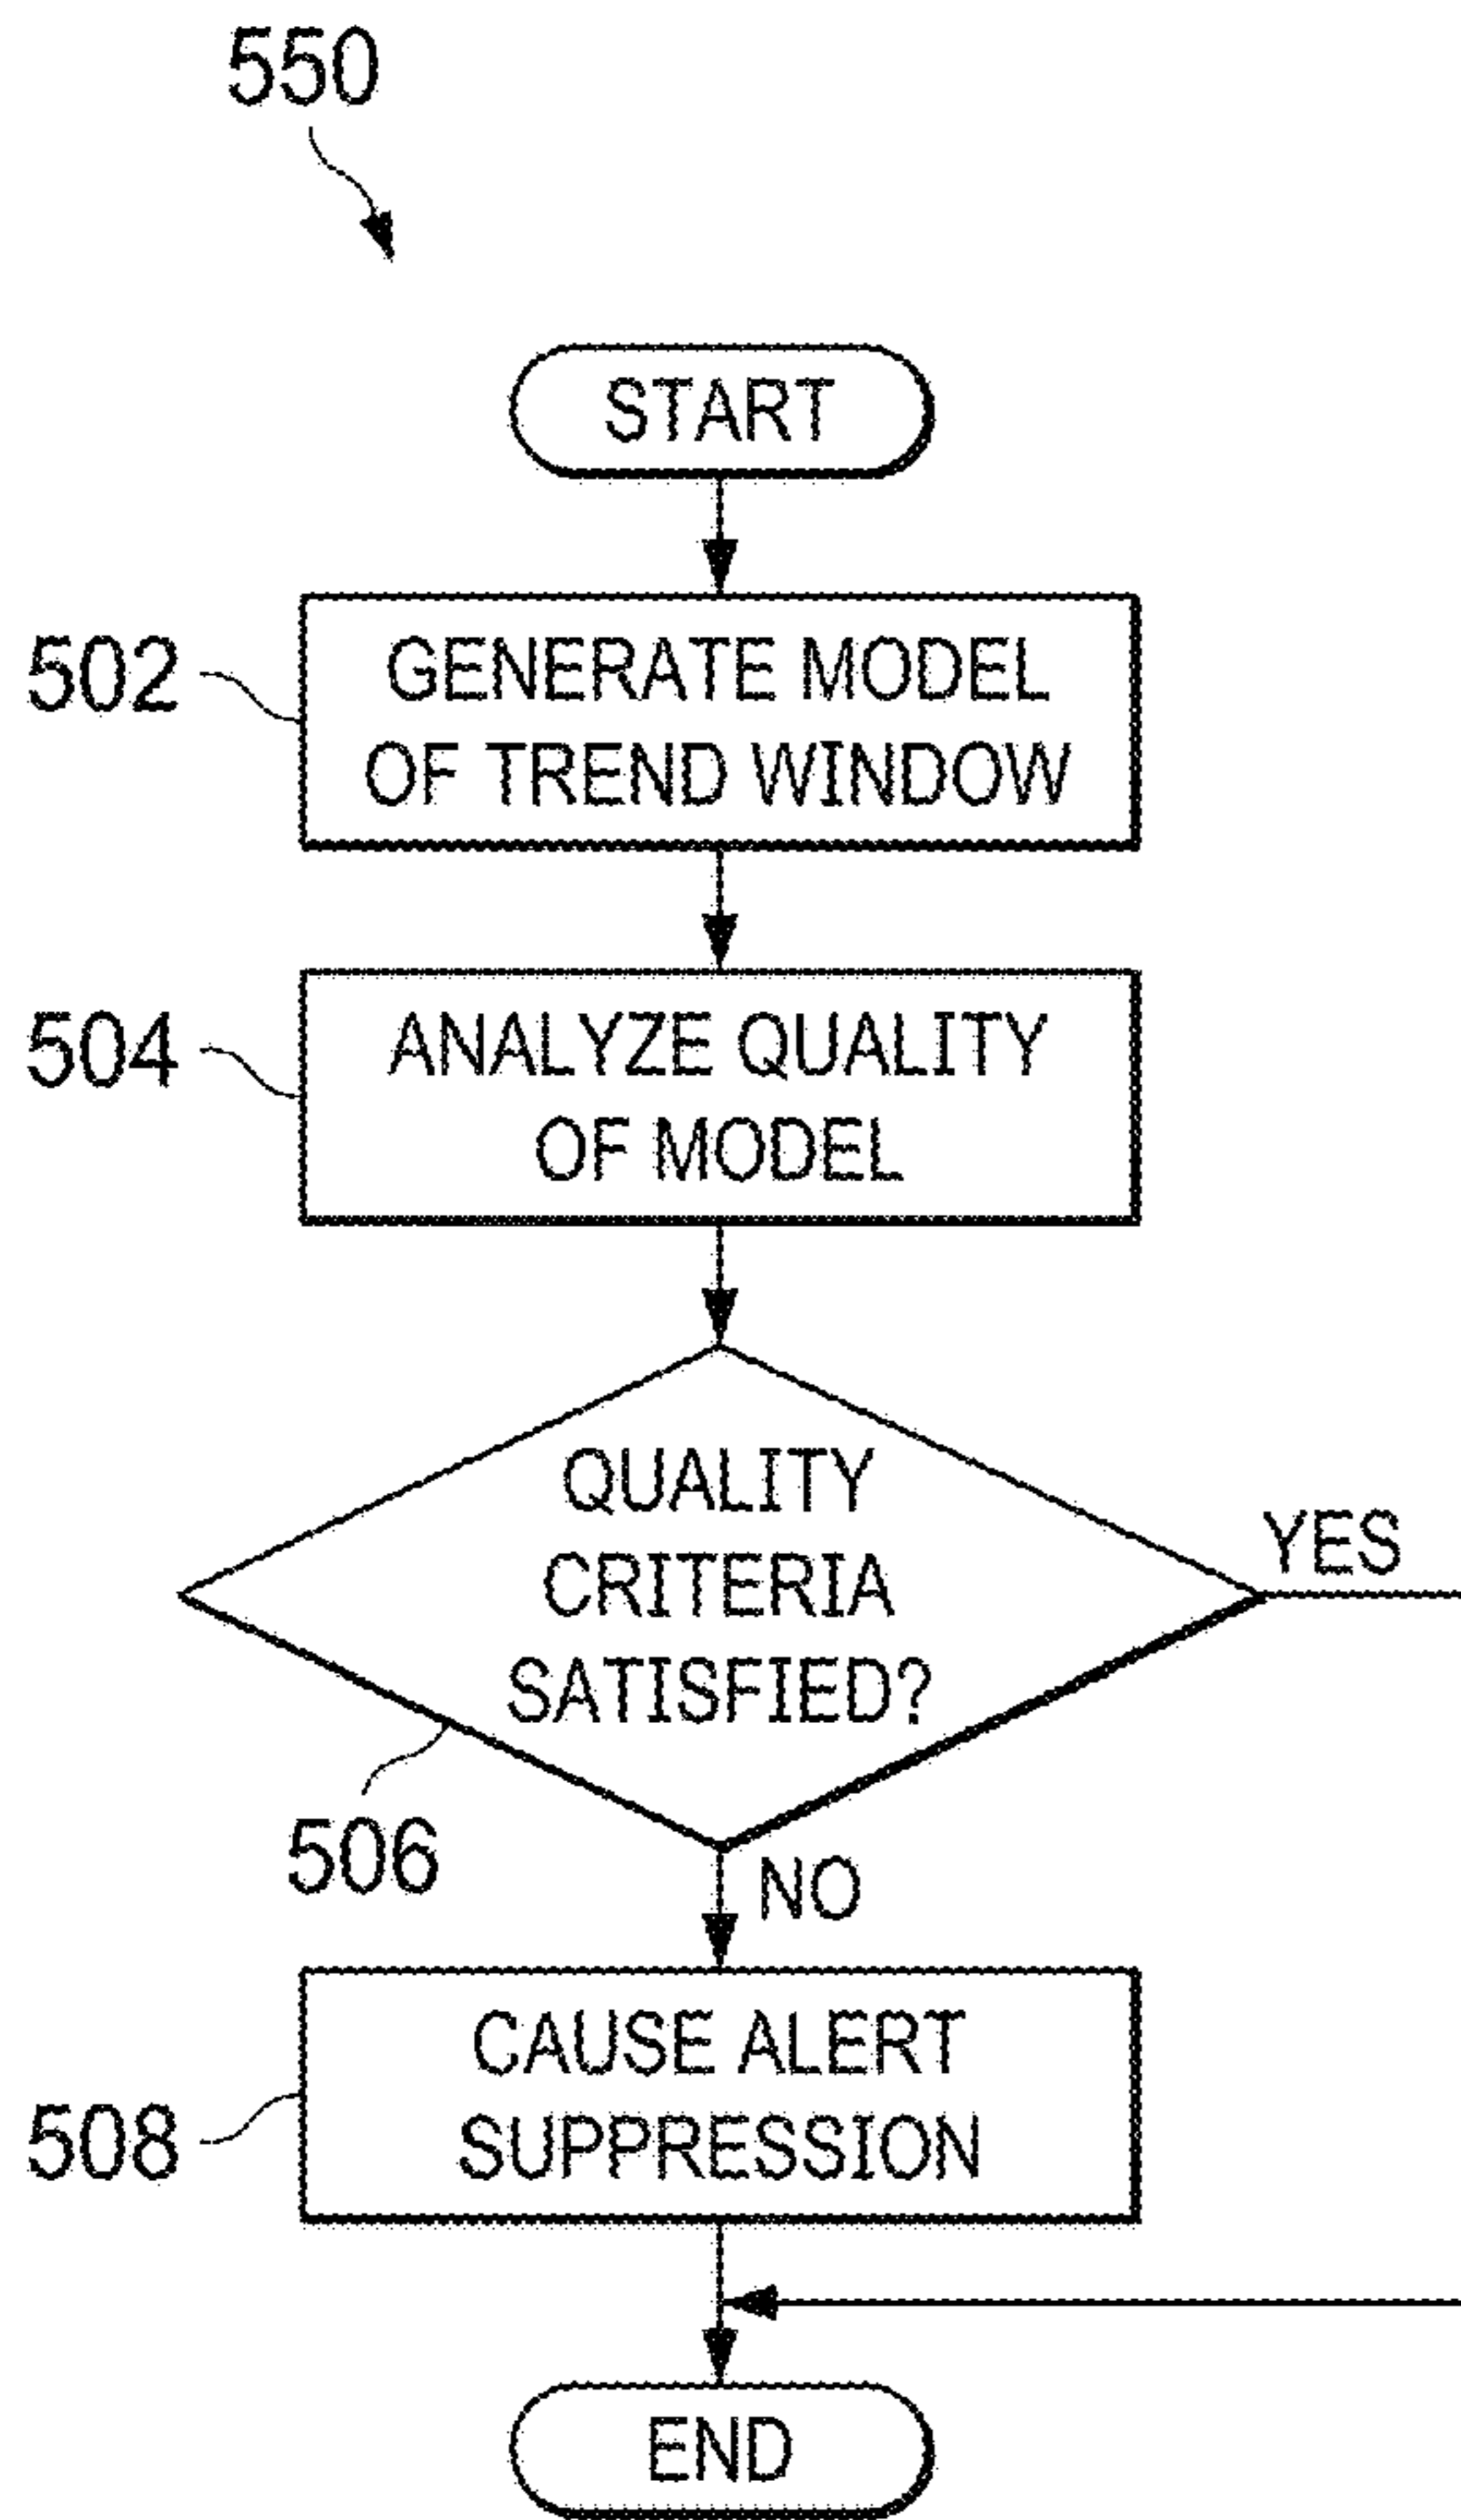 550
START
502
GENERATE MODEL
OF TREND WINDOW
504
ANALYZE QUALITY
OF MODEL
QUALITY
CRITERIA
SATISFIED?
YES
506
NO
CAUSE ALERT
SUPPRESSION
508
END